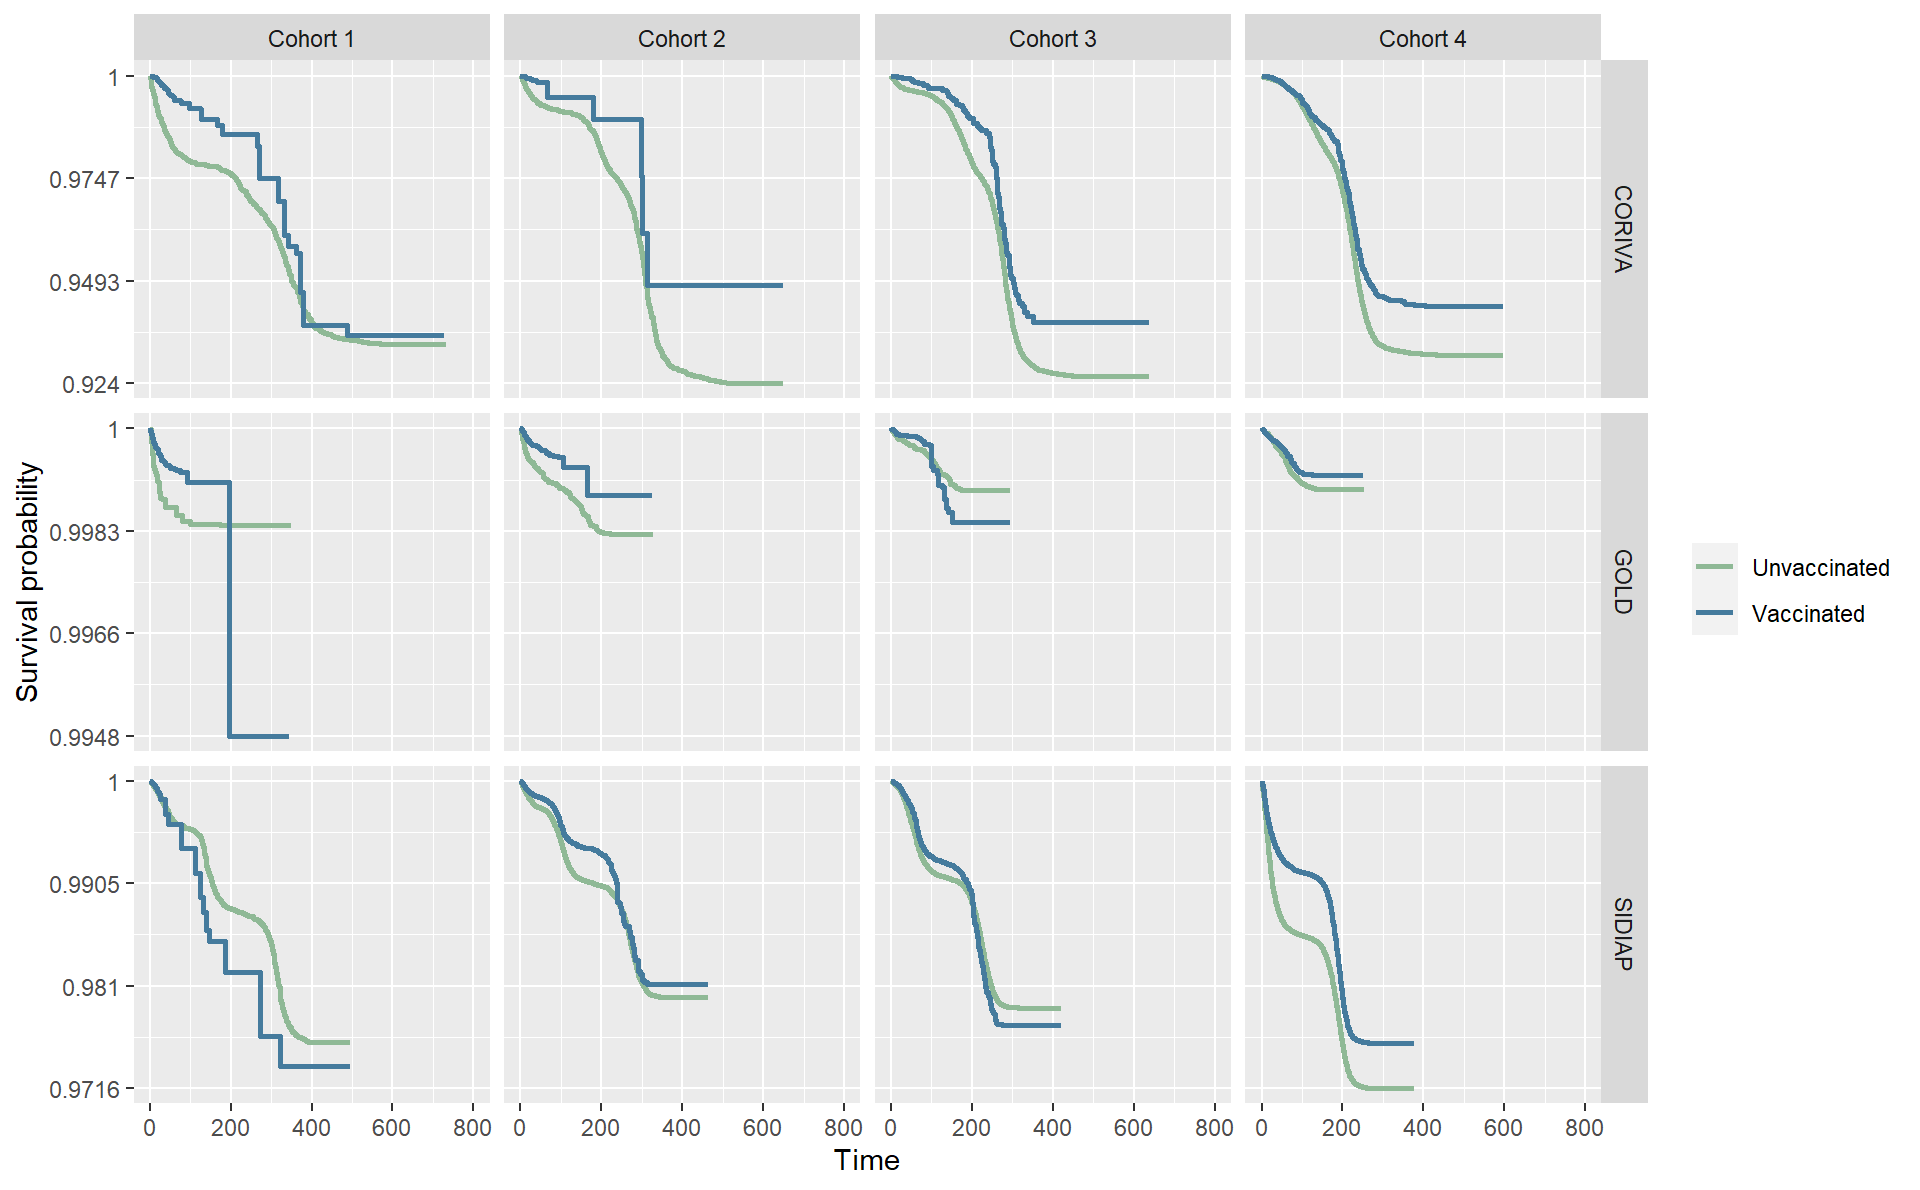 Cohort 1 Cohort 2 Cohort 3 Cohort 4
1
0.9747
0.9493
0.924
CORIVA
1
0.9983
0.9966
0.9948
GOLD
1
0.9905
0.981
0.9716
SIDIAP
Survival probability
0 200 400 600 800 0 200 400 600 800 0 200 400 600 800 0 200 400 600 800
Time
Unvaccinated
Vaccinated